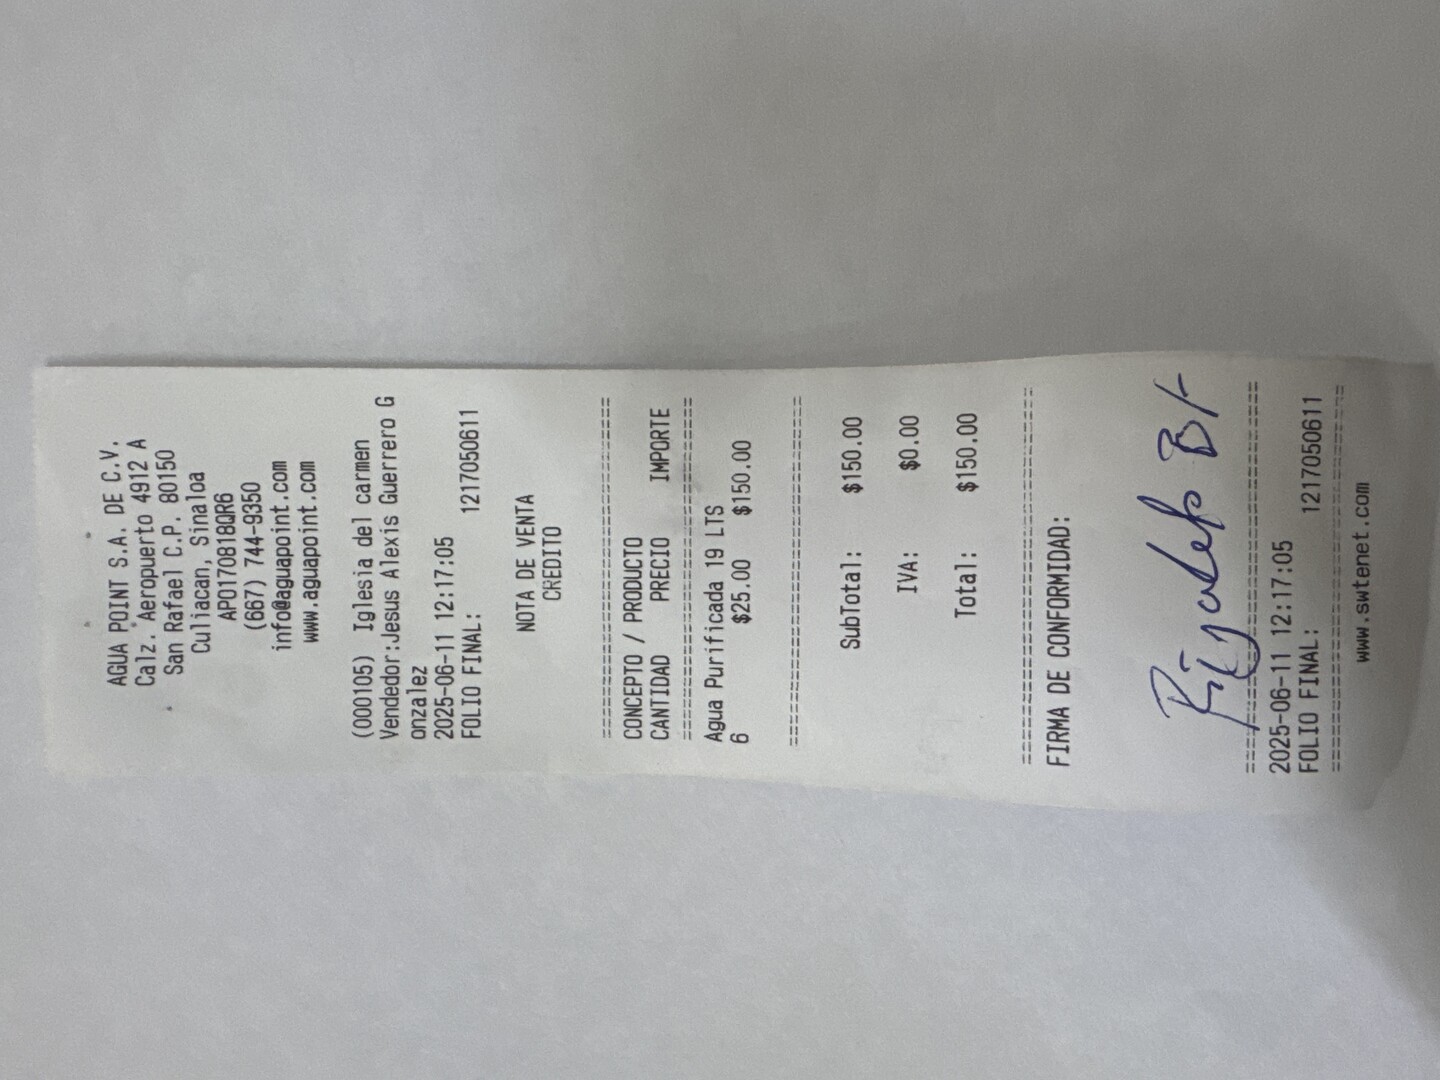 AGUA POINT S.A. DE C.V.
Calz. Aeropuerto 4912 A
San Rafael C.P. 80150
Culiacan, Sinaloa
APO170818QR6
(667) 744-9350
info@aguapoint.com
www.aguapoint.com
(000105) Iglesia del carmen
Vendedor:Jesus Alexis Guerrero G
onzalez
2025-06-11 12:17:05
FOLIO FINAL: 1217050611
NOTA DE VENTA
CREDITO
================================
CONCEPTO / PRODUCTO
CANTIDAD PRECIO IMPORTE
================================
Agua Purificada 19 LTS
6 $25.00 $150.00
================================
SubTotal: $150.00
IVA: $0.00
Total: $150.00
================================
FIRMA DE CONFORMIDAD:
================================
2025-06-11 12:17:05
FOLIO FINAL: 1217050611
================================
www.swtenet.com